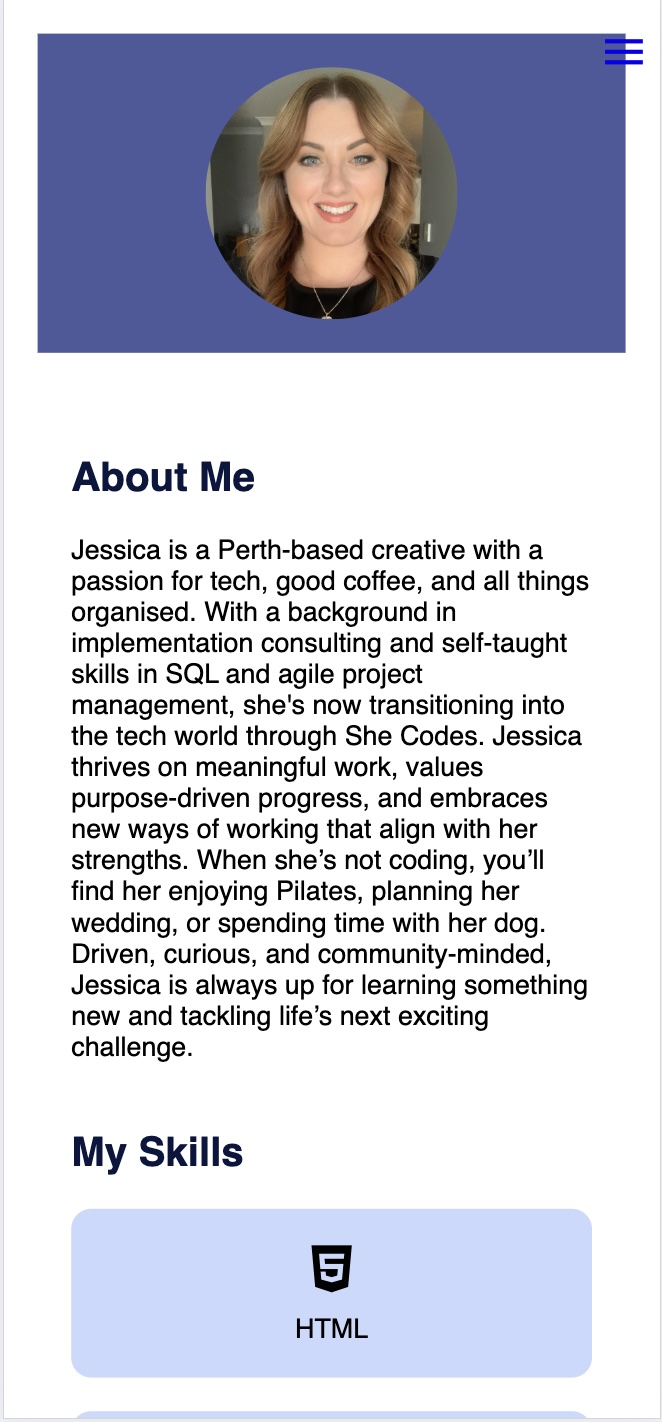 About Me
Jessica is a Perth-based creative with a
passion for tech, good coffee, and all things
organised. With a background in
implementation consulting and self-taught
skills in SQL and agile project
management, she's now transitioning into
the tech world through She Codes. Jessica
thrives on meaningful work, values
purpose-driven progress, and embraces
new ways of working that align with her
strengths. When she’s not coding, you’ll
find her enjoying Pilates, planning her
wedding, or spending time with her dog.
Driven, curious, and community-minded,
Jessica is always up for learning something
new and tackling life’s next exciting
challenge.
My Skills
5
HTML